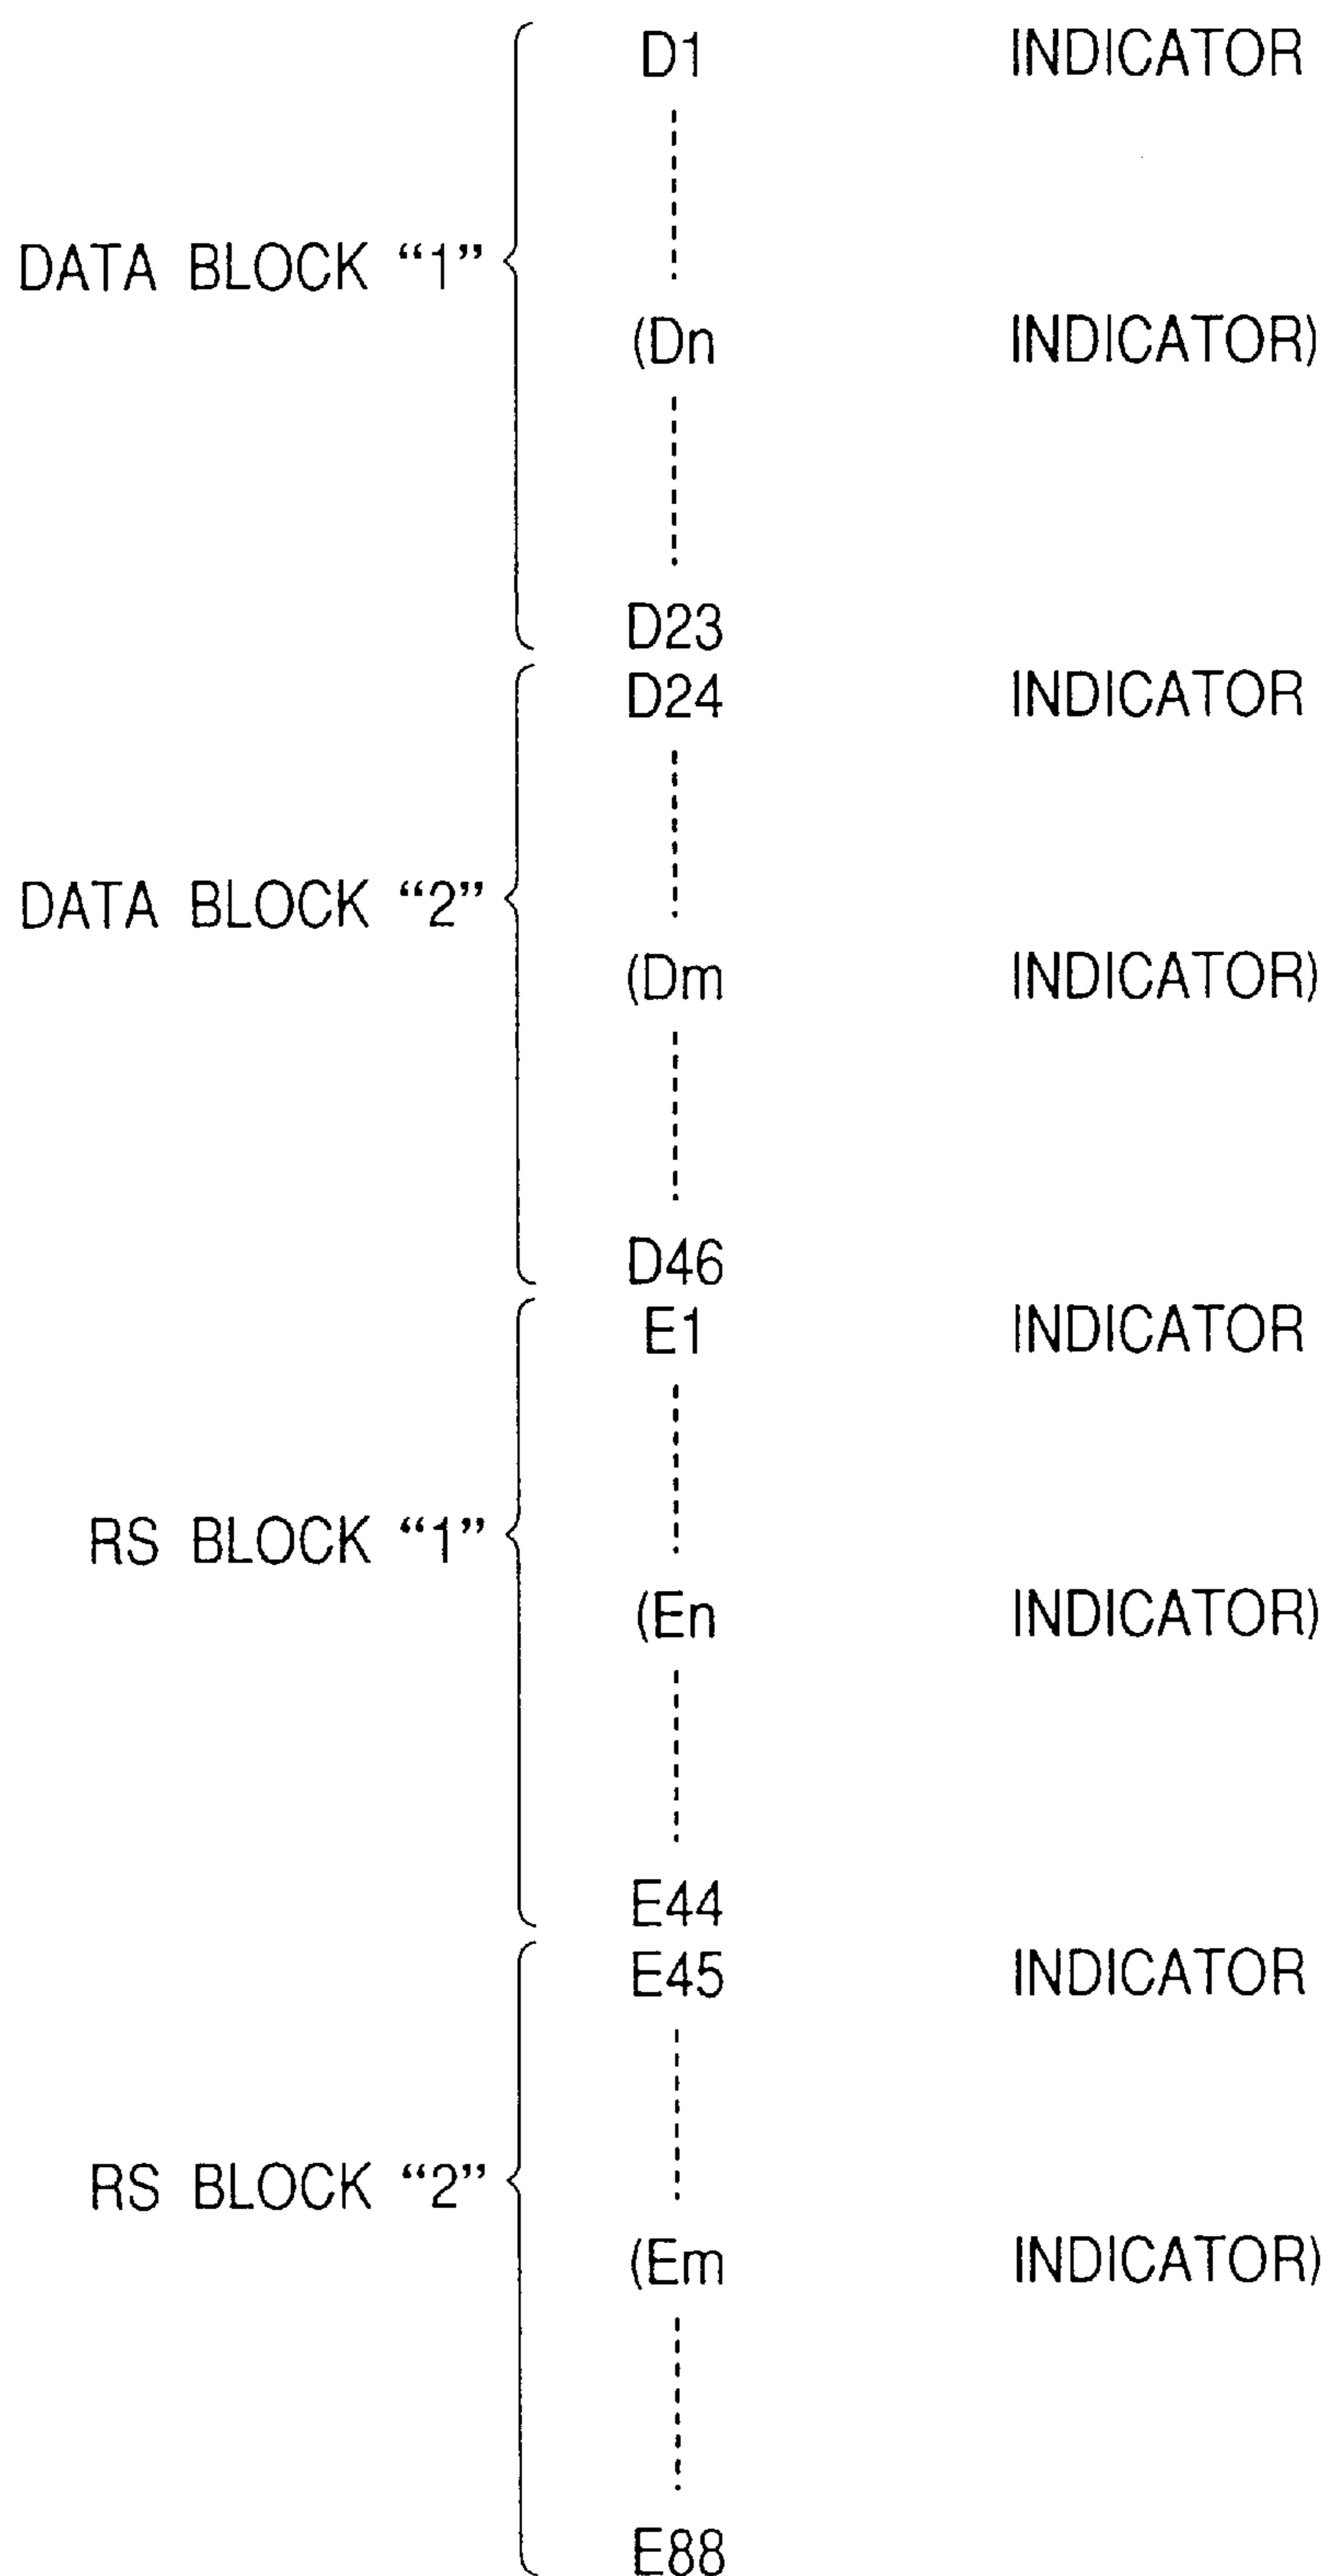 D1 INDICATOR
DATA BLOCK “1”
(Dn INDICATOR)
D23
D24 INDICATOR
DATA BLOCK “2”
(Dm INDICATOR)
D46
E1 INDICATOR
RS BLOCK “1”
(En INDICATOR)
E44
E45 INDICATOR
RS BLOCK “2”
(Em INDICATOR)
E88